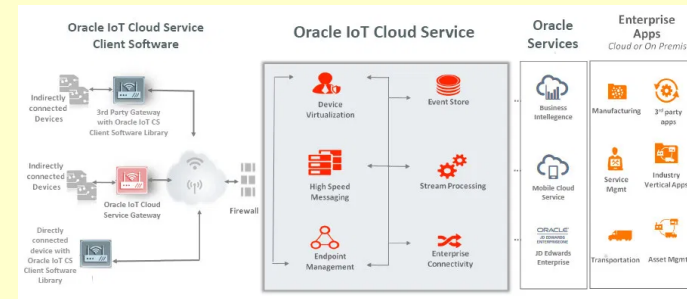 Oracle IoT Cloud Service
Client Software
Indirectly
connected
Devices
3rd Party Gateway
with Oracle IoT CS
Client Software Library
Indirectly
connected
Devices
Oracle IoT Cloud
Service Gateway
Firewall
Directly
connected
device with
Oracle IoT CS
Client Software
Library
Oracle IoT Cloud Service
Device
Virtualization
Event Store
High Speed
Messaging
Stream Processing
Endpoint
Management
Enterprise
Connectivity
Oracle
Services
Business
Intellegence
Mobile Cloud
Service
ORACLE
JD EDWARDS
ENTERPRISEONE
JD Edwards
Enterprise
Enterprise
Apps
Cloud or On Premis
Manufacturing
3rd party
apps
Service
Mgmt
Industry
Vertical Apps
Transportation
Asset Mgmt